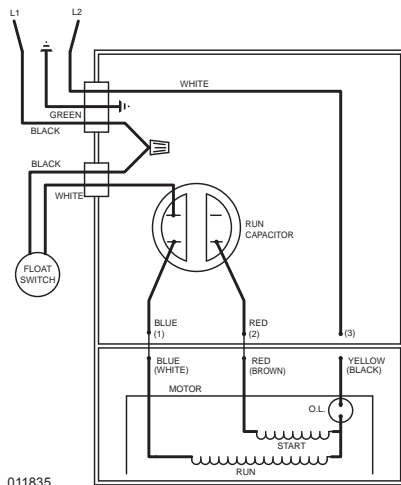 L1
L2
WHITE
GREEN
BLACK
BLACK
WHITE
FLOAT
SWITCH
RUN
CAPACITOR
BLUE
(1)
RED
(2)
(3)
BLUE
(WHITE)
RED
(BROWN)
YELLOW
(BLACK)
MOTOR
O.L.
START
RUN
011835